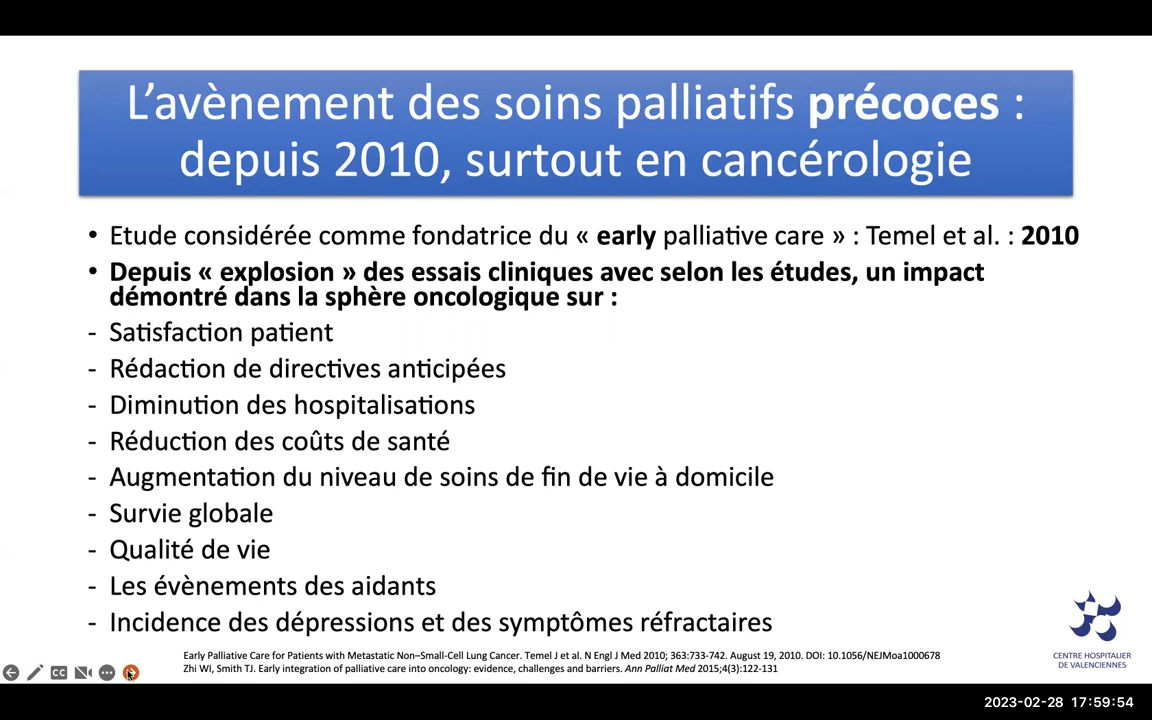 L’avènement des soins palliatifs précoces :
depuis 2010, surtout en cancérologie
• Etude considérée comme fondatrice du « early palliative care » : Temel et al. : 2010
• Depuis « explosion » des essais cliniques avec selon les études, un impact
démontré dans la sphère oncologique sur :
- Satisfaction patient
- Rédaction de directives anticipées
- Diminution des hospitalisations
- Réduction des coûts de santé
- Augmentation du niveau de soins de fin de vie à domicile
- Survie globale
- Qualité de vie
- Les évènements des aidants
- Incidence des dépressions et des symptômes réfractaires
Early Palliative Care for Patients with Metastatic Non–Small-Cell Lung Cancer. Temel J et al. N Engl J Med 2010; 363:733-742. August 19, 2010. DOI: 10.1056/NEJMoa1000678
Zhi WI, Smith TJ. Early integration of palliative care into oncology: evidence, challenges and barriers. Ann Palliat Med 2015;4(3):122-131
CENTRE HOSPITALIER
DE VALENCIENNES
CC
2023-02-28 17:59:54